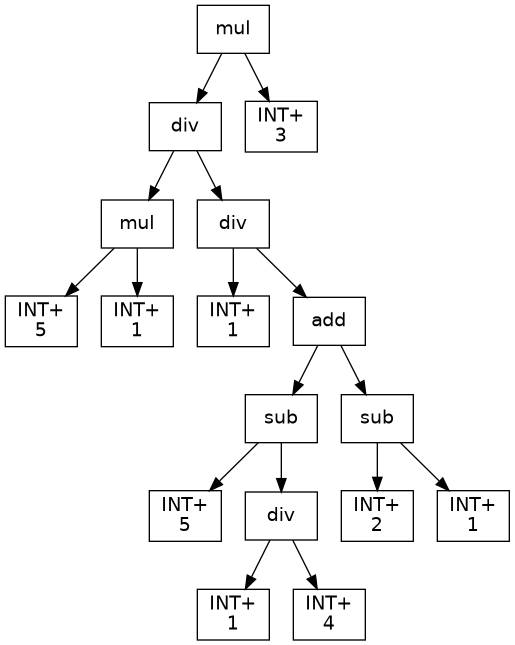 mul
div
INT+
3
mul
div
INT+
5
INT+
1
INT+
1
add
sub
sub
INT+
5
div
INT+
2
INT+
1
INT+
1
INT+
4